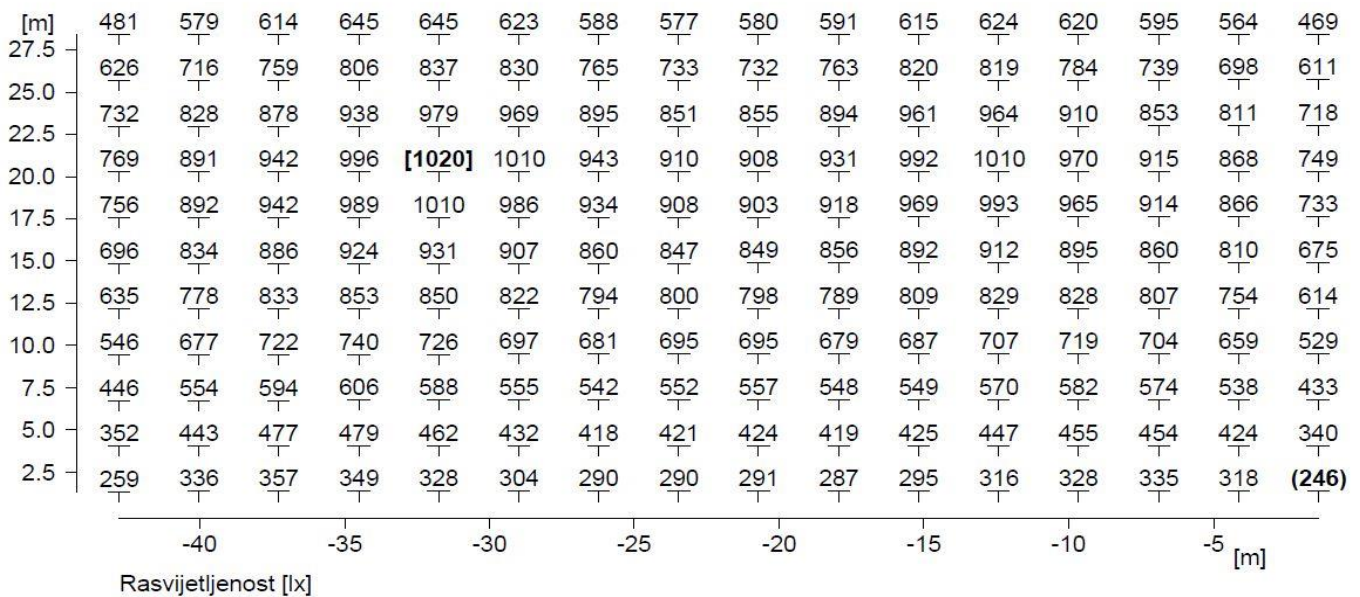 [m] 481 579 614 645 645 623 588 577 580 591 615 624 620 595 564 469
27.5
626 716 759 806 837 830 765 733 732 763 820 819 784 739 698 611
25.0
732 828 878 938 979 969 895 851 855 894 961 964 910 853 811 718
22.5
769 891 942 996 [1020] 1010 943 910 908 931 992 1010 970 915 868 749
20.0
756 892 942 989 1010 986 934 908 903 918 969 993 965 914 866 733
17.5
696 834 886 924 931 907 860 847 849 856 892 912 895 860 810 675
15.0
635 778 833 853 850 822 794 800 798 789 809 829 828 807 754 614
12.5
10.0 546 677 722 740 726 697 681 695 695 679 687 707 719 704 659 529
7.5 446 554 594 606 588 555 542 552 557 548 549 570 582 574 538 433
5.0 352 443 477 479 462 432 418 421 424 419 425 447 455 454 424 340
2.5 259 336 357 349 328 304 290 290 291 287 295 316 328 335 318 (246)
-40 -35 -30 -25 -20 -15 -10 -5 [m]
Rasvijetljenost [lx]